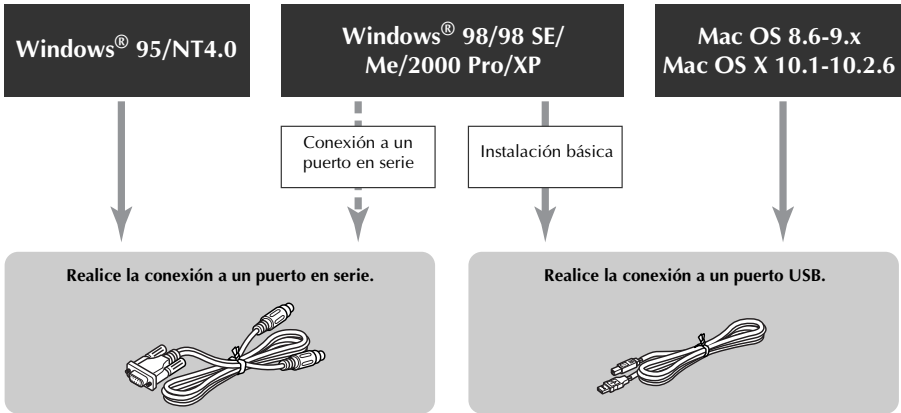 Windows® 95/NT4.0
Windows® 98/98 SE/
Me/2000 Pro/XP
Mac OS 8.6-9.x
Mac OS X 10.1-10.2.6
Conexión a un
puerto en serie
Instalación básica
Realice la conexión a un puerto en serie.
Realice la conexión a un puerto USB.